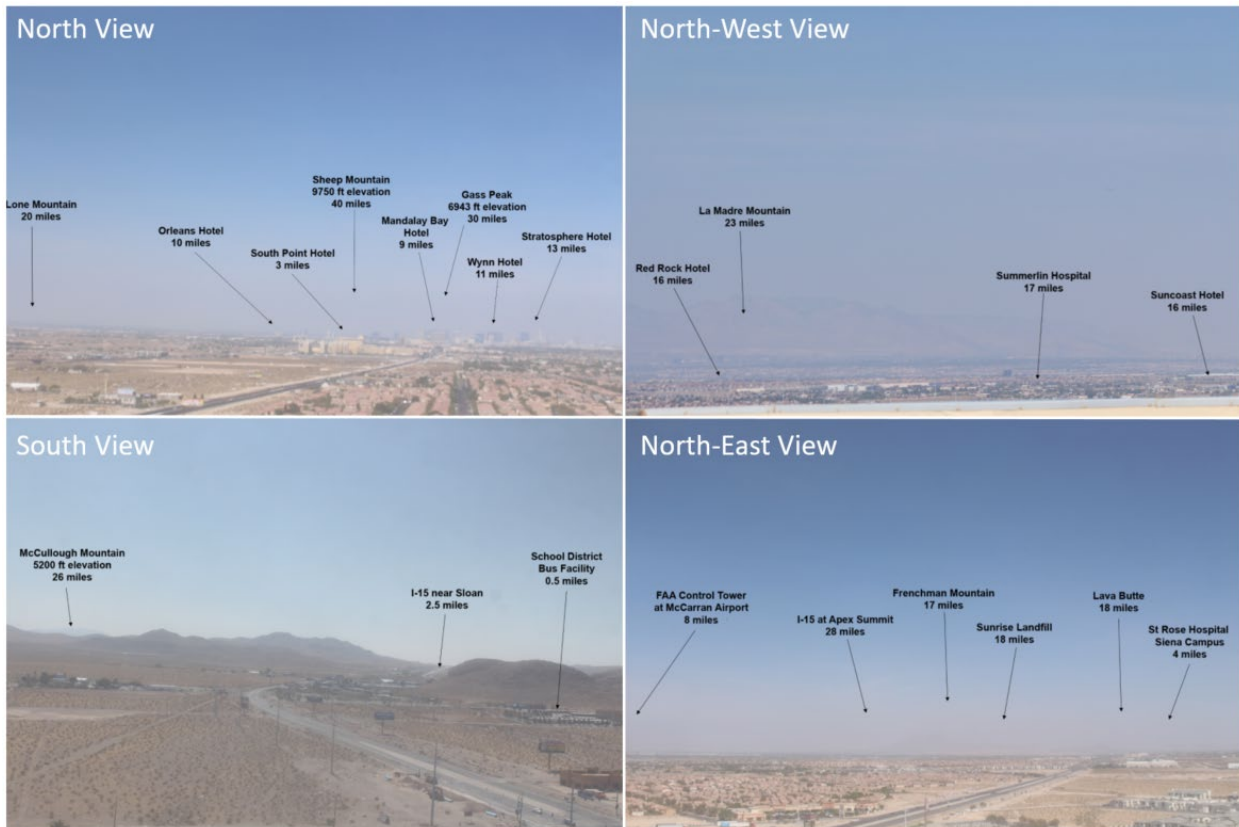 North View
Lone Mountain
20 miles
Orleans Hotel
10 miles
South Point Hotel
3 miles
Sheep Mountain
9750 ft elevation
40 miles
Mandalay Bay
Hotel
9 miles
Gass Peak
6943 ft elevation
30 miles
Wynn Hotel
11 miles
Stratosphere Hotel
13 miles
North-West View
Red Rock Hotel
16 miles
La Madre Mountain
23 miles
Summerlin Hospital
17 miles
Suncoast Hotel
16 miles
South View
McCullough Mountain
5200 ft elevation
26 miles
I-15 near Sloan
2.5 miles
School District
Bus Facility
0.5 miles
North-East View
FAA Control Tower
at McCarran Airport
8 miles
I-15 at Apex Summit
28 miles
Frenchman Mountain
17 miles
Sunrise Landfill
18 miles
Lava Butte
18 miles
St Rose Hospital
Siena Campus
4 miles